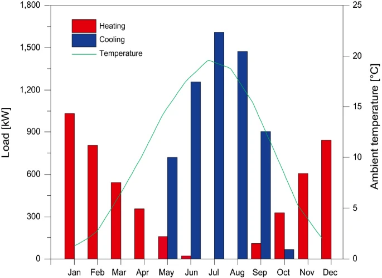 1,800
1,500
1,200
900
600
300
0
Load [kW]
Heating
Cooling
Temperature
25
20
15
10
5
0
Ambient temperature [°C]
Jan Feb Mar Apr May Jun Jul Aug Sep Oct Nov Dec